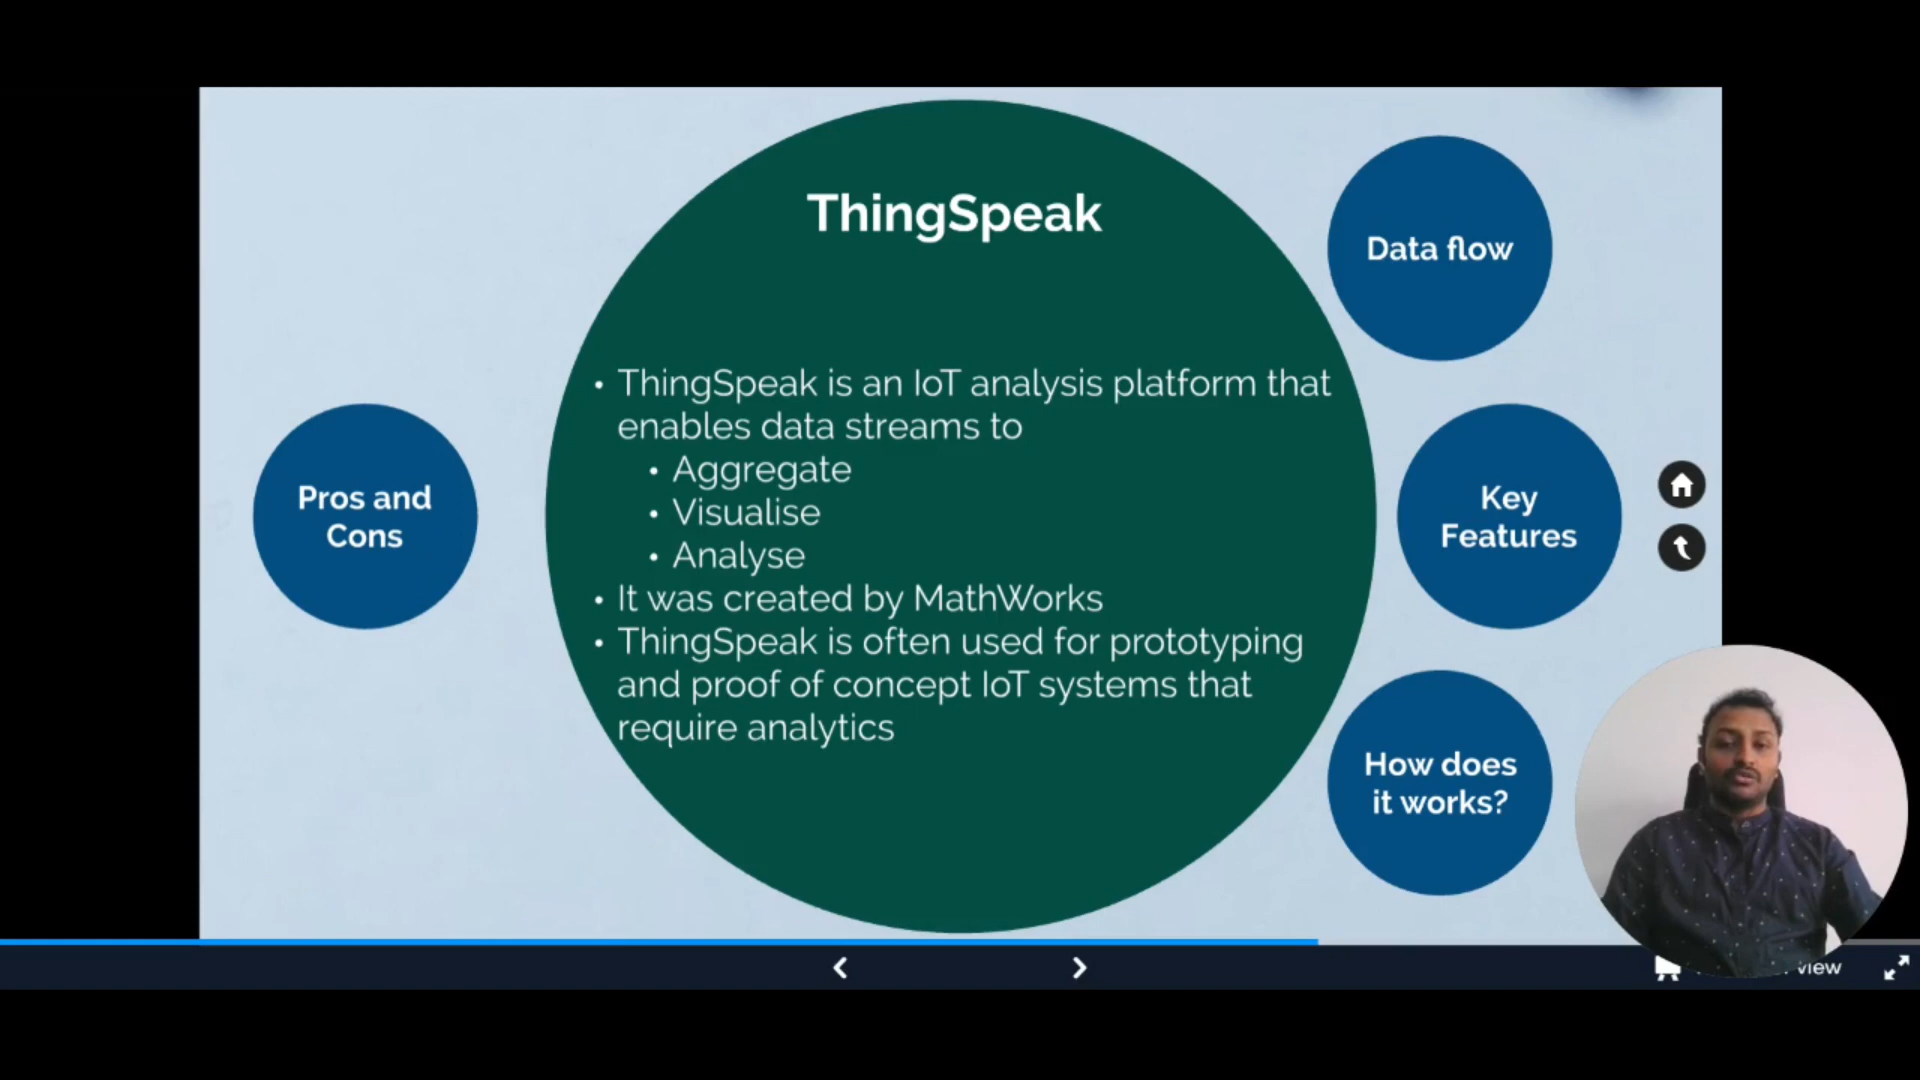 ThingSpeak
• ThingSpeak is an IoT analysis platform that
enables data streams to
• Aggregate
• Visualise
• Analyse
• It was created by MathWorks
• ThingSpeak is often used for prototyping
and proof of concept IoT systems that
require analytics
Pros and
Cons
Data flow
Key
Features
How does
it works?
view